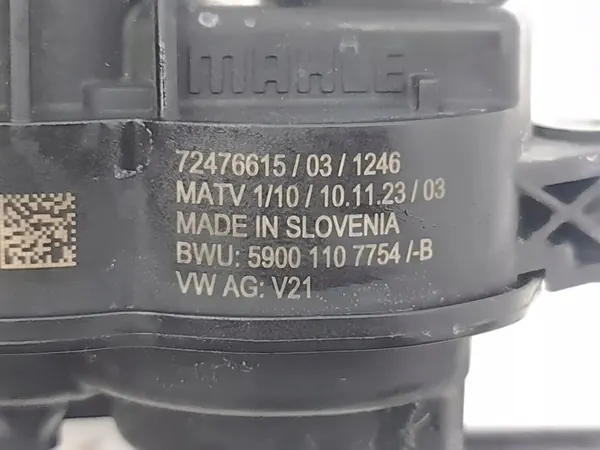 MAHLE
72476615 / 03 / 1246
MATV 1/10 / 10.11.23 / 03
MADE IN SLOVENIA
BWU: 5900 110 7754 /-B
VW AG: V21